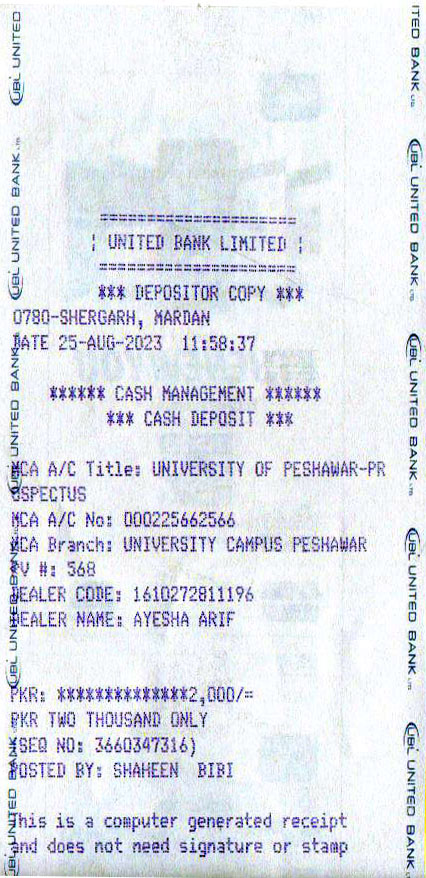 =====================
¦ UNITED BANK LIMITED ¦
=====================
*** DEPOSITOR COPY ***
0780-SHERGARH, MARDAN
DATE 25-AUG-2023 11:58:37
****** CASH MANAGEMENT ******
*** CASH DEPOSIT ***
MCA A/C Title: UNIVERSITY OF PESHAWAR-PR
OSPECTUS
MCA A/C No: 000225662566
MCA Branch: UNIVERSITY CAMPUS PESHAWAR
PV #: 568
DEALER CODE: 1610272811196
DEALER NAME: AYESHA ARIF
PKR: **************2,000/=
PKR TWO THOUSAND ONLY
(SEQ NO: 3660347316)
POSTED BY: SHAHEEN BIBI
This is a computer generated receipt
and does not need signature or stamp
UBL UNITED BANK LTD. UBL UNITED BANK LTD. UBL UNITED BANK LTD. UBL UNITED BANK LTD. UBL UNITED
UBL UNITED BANK LTD. UBL UNITED BANK LTD. UBL UNITED BANK LTD. UBL UNITED BANK